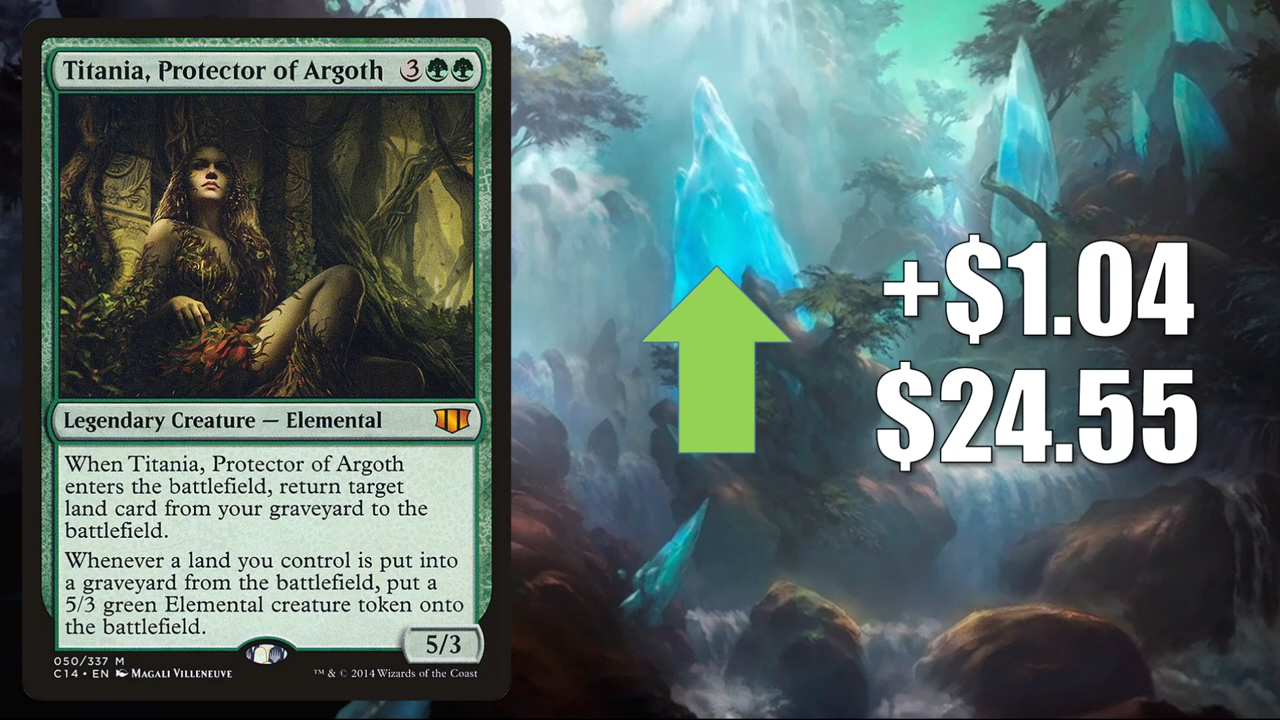 Titania, Protector of Argoth 3
Legendary Creature — Elemental
When Titania, Protector of Argoth
enters the battlefield, return target
land card from your graveyard to the
battlefield.
Whenever a land you control is put into
a graveyard from the battlefield, put a
5/3 green Elemental creature token onto
the battlefield.
5/3
050/337 M
C14 • EN Magali Villeneuve
™ & © 2014 Wizards of the Coast
+$1.04
$24.55